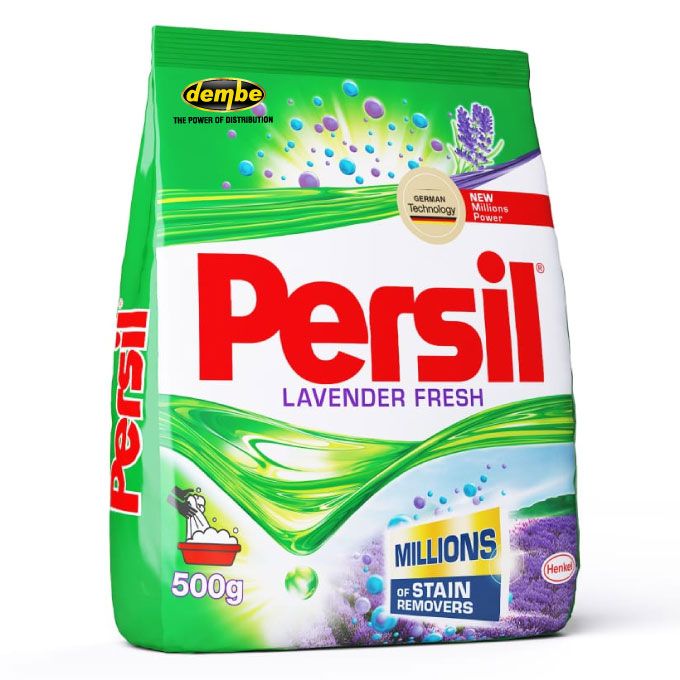 dembe
THE POWER OF DISTRIBUTION
GERMAN
Technology
NEW
Millions
Power
Persil®
LAVENDER FRESH
Persil
MILLIONS
OF STAIN
REMOVERS
500g
Henkel